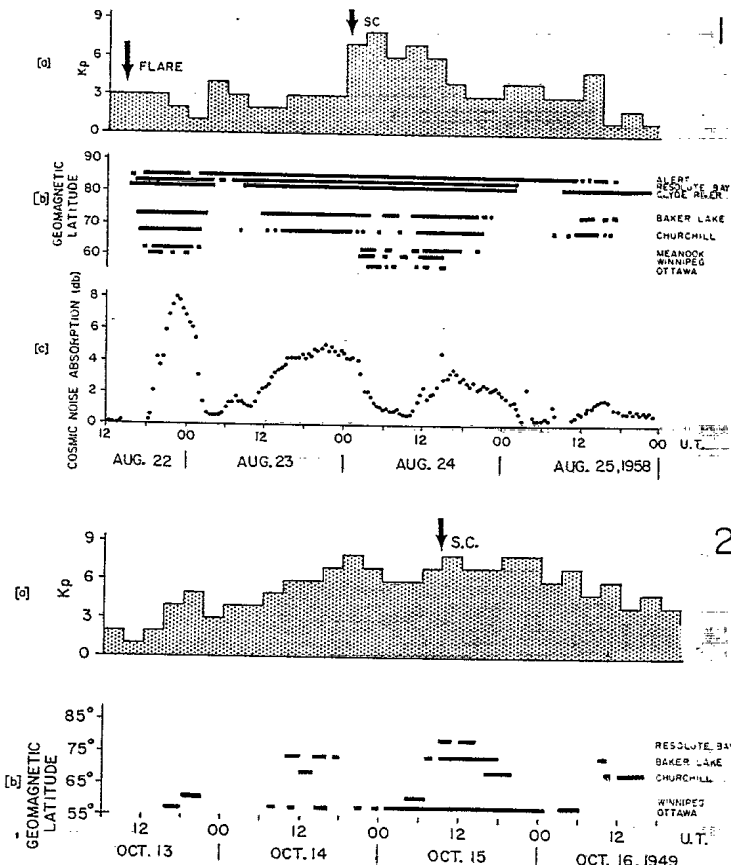 9
6
3
0
Kp
[a]
FLARE
SC
1
90
80
70
60
GEOMAGNETIC LATITUDE
[b]
ALERT
RESOLUTE BAY
CLYDE RIVER
BAKER LAKE
CHURCHILL
MEANOOK
WINNIPEG
OTTAWA
8
6
4
2
0
COSMIC NOISE ABSORPTION (db)
[c]
12 00 12 00 12 00 12 00 U.T.
AUG. 22 | AUG. 23 | AUG. 24 | AUG. 25, 1958 |
2
9
6
3
0
Kp
[a]
S.C.
85°
75°
65°
55°
GEOMAGNETIC LATITUDE
[b]
RESOLUTE BAY
BAKER LAKE
CHURCHILL
WINNIPEG
OTTAWA
12 00 12 00 12 00 12 U.T.
OCT. 13 | OCT. 14 | OCT. 15 | OCT. 16, 1949